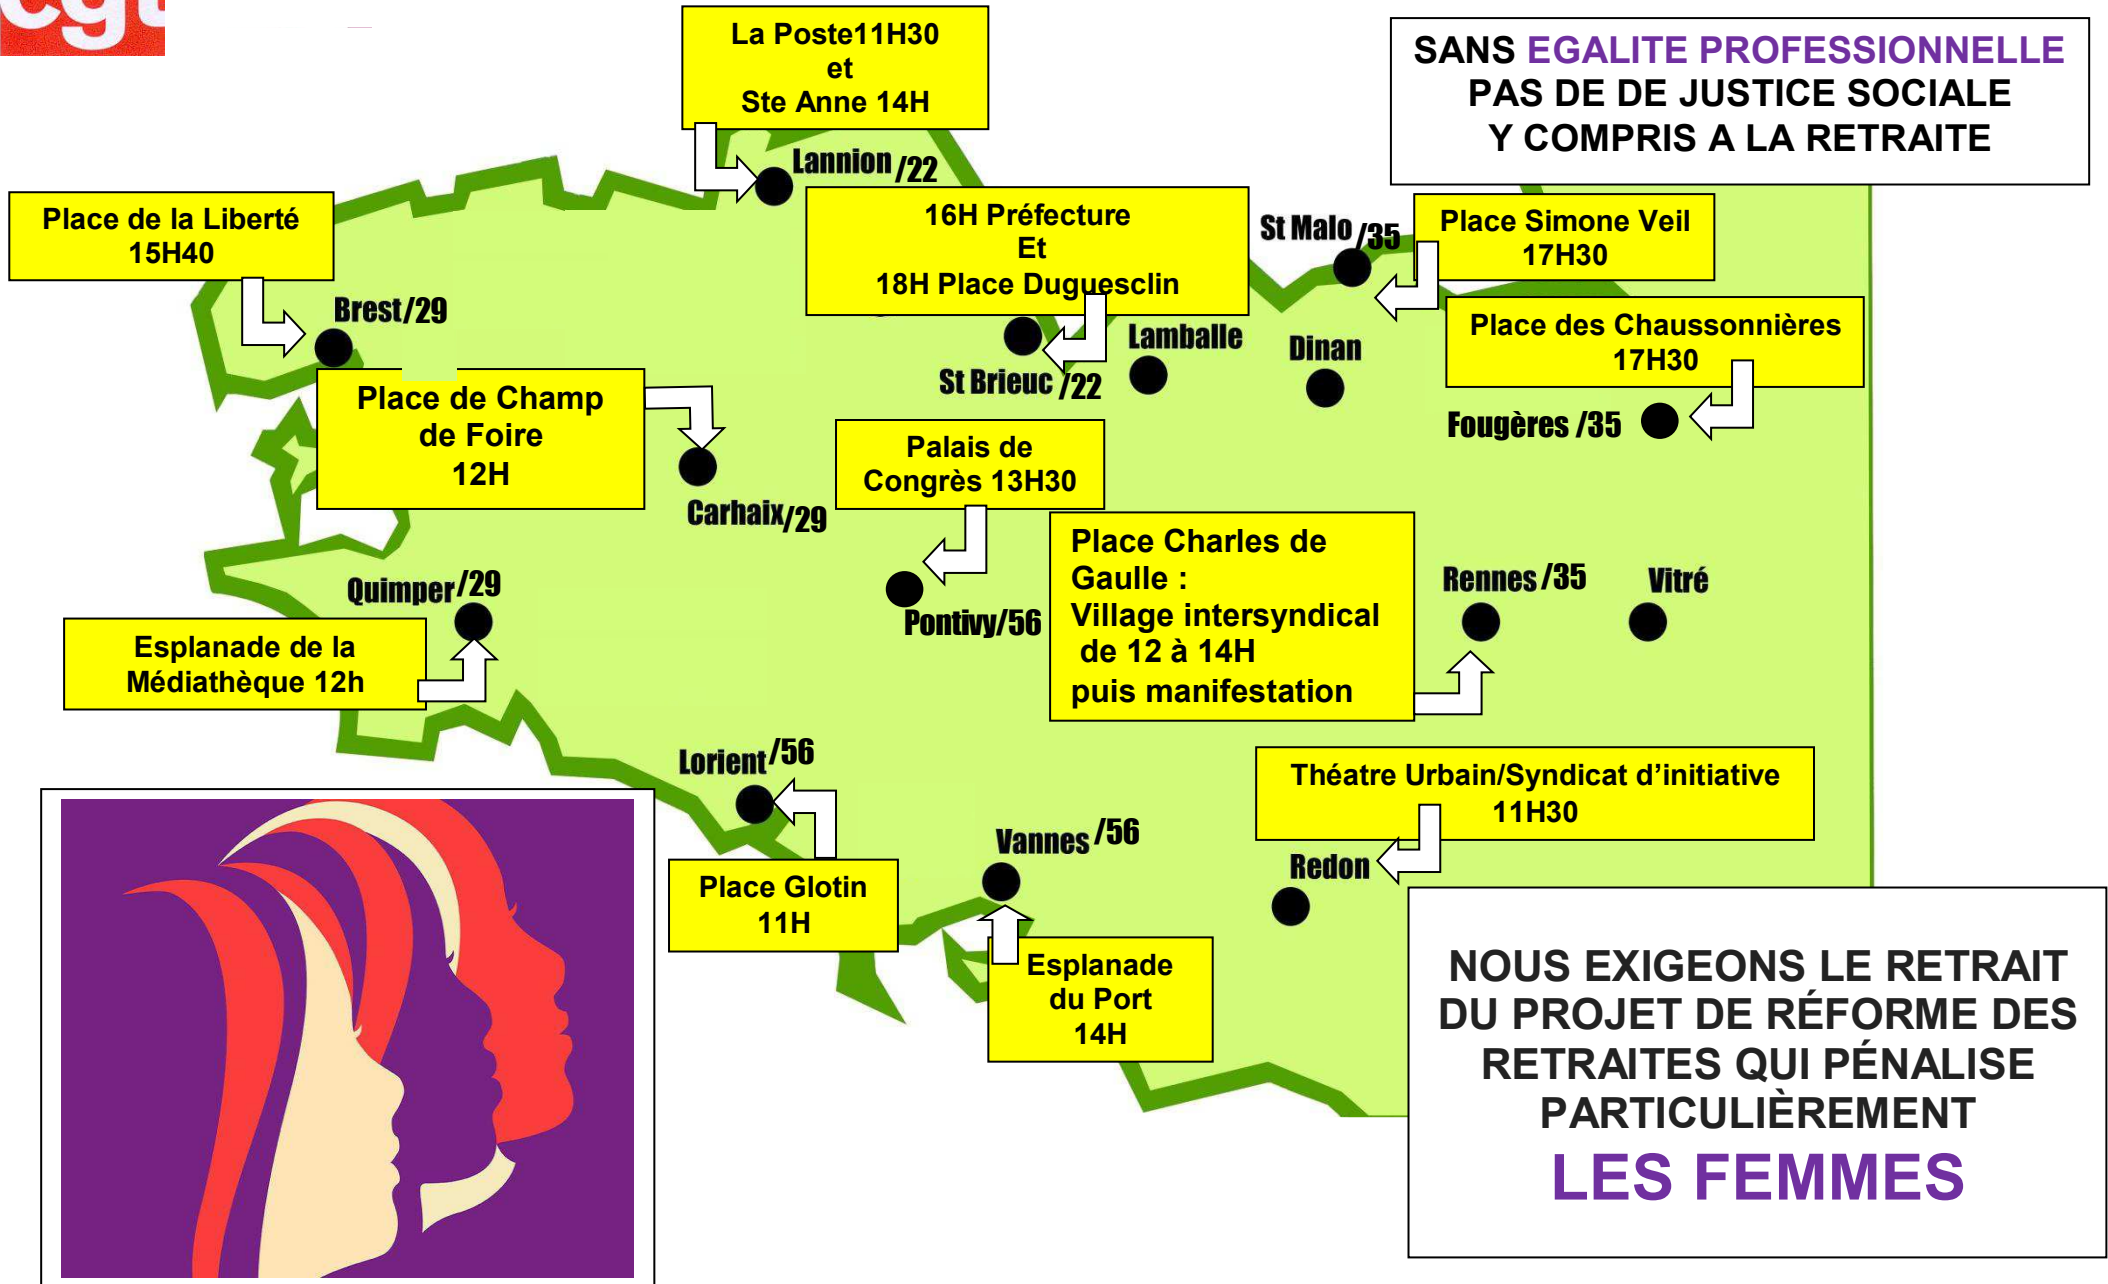 cgt
La Poste11H30
et
Ste Anne 14H
SANS EGALITE PROFESSIONNELLE
PAS DE DE JUSTICE SOCIALE
Y COMPRIS A LA RETRAITE
Lannion /22
Place de la Liberté
15H40
Brest/29
16H Préfecture
Et
18H Place Duguesclin
St Brieuc /22
Lamballe
Dinan
St Malo /35
Place Simone Veil
17H30
Place des Chaussonnières
17H30
Fougères /35
Place de Champ
de Foire
12H
Carhaix/29
Palais de
Congrès 13H30
Pontivy/56
Place Charles de
Gaulle :
Village intersyndical
de 12 à 14H
puis manifestation
Rennes /35
Vitré
Quimper/29
Esplanade de la
Médiathèque 12h
Lorient/56
Place Glotin
11H
Vannes /56
Esplanade
du Port
14H
Théatre Urbain/Syndicat d’initiative
11H30
Redon
NOUS EXIGEONS LE RETRAIT
DU PROJET DE RÉFORME DES
RETRAITES QUI PÉNALISE
PARTICULIÈREMENT
LES FEMMES